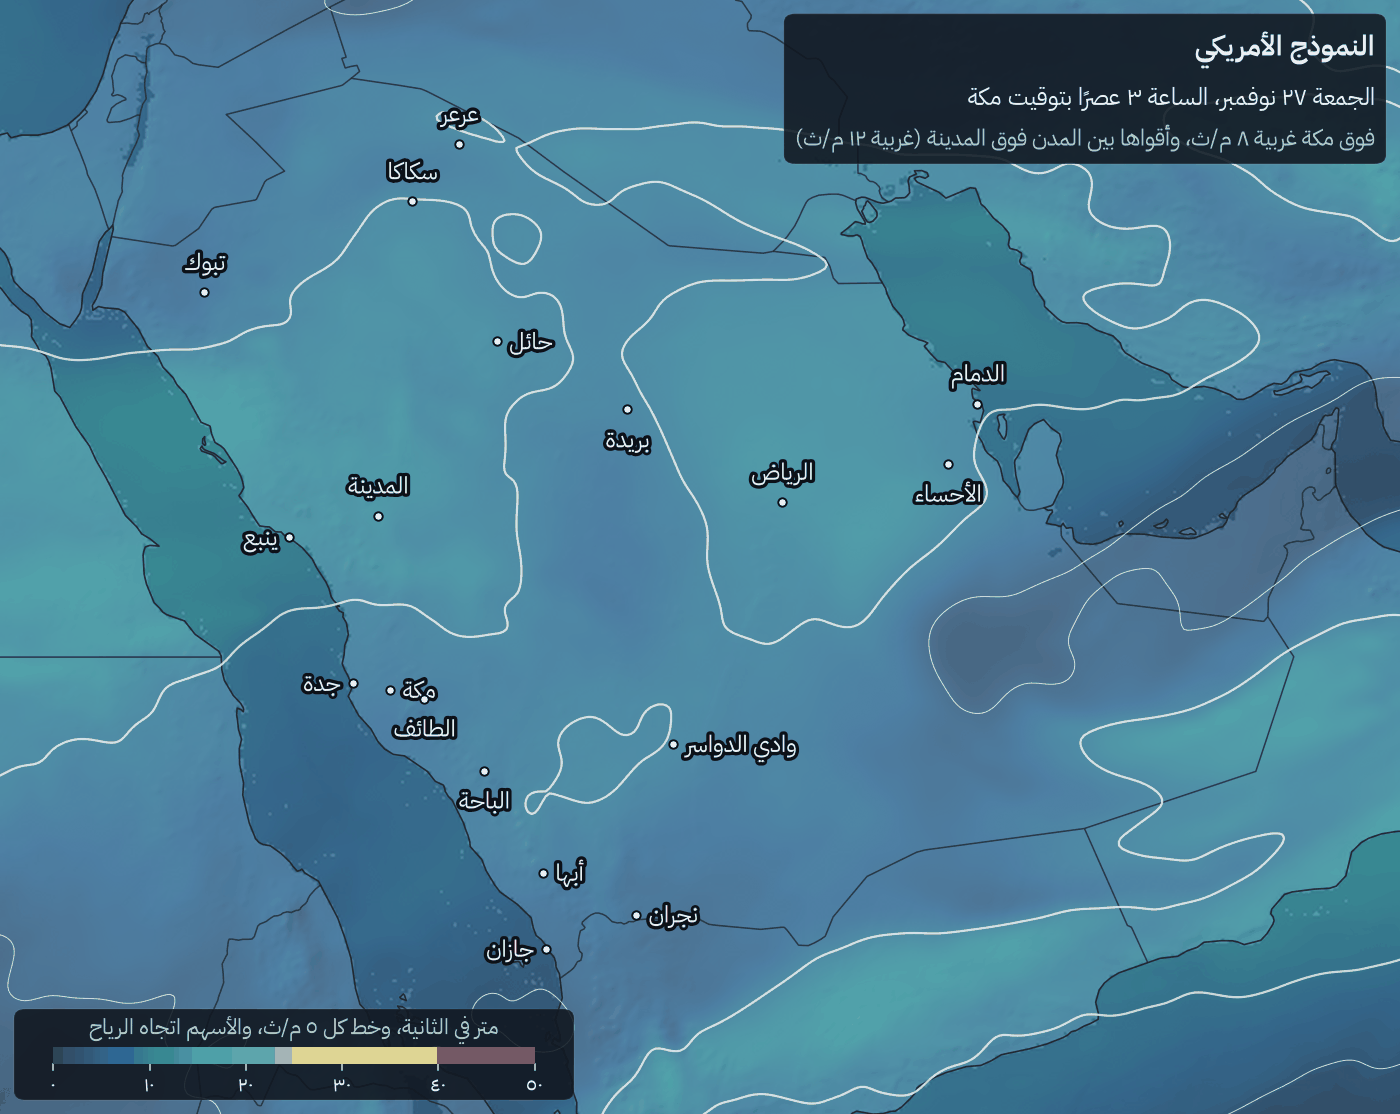 النموذج الأمريكي
الجمعة ٢٧ نوفمبر، الساعة ٣ عصرًا بتوقيت مكة
فوق مكة غربية ٨ م/ث، وأقواها بين المدن فوق المدينة (غربية ١٢ م/ث)
عرعر
سكاكا
تبوك
حائل
الدمام
بريدة
الرياض
الأحساء
المدينة
ينبع
جدة
مكة
الطائف
وادي الدواسر
الباحة
أبها
نجران
جازان
متر في الثانية، وخط كل ٥ م/ث، والأسهم اتجاه الرياح
٠ ١٠ ٢٠ ٣٠ ٤٠ ٥٠